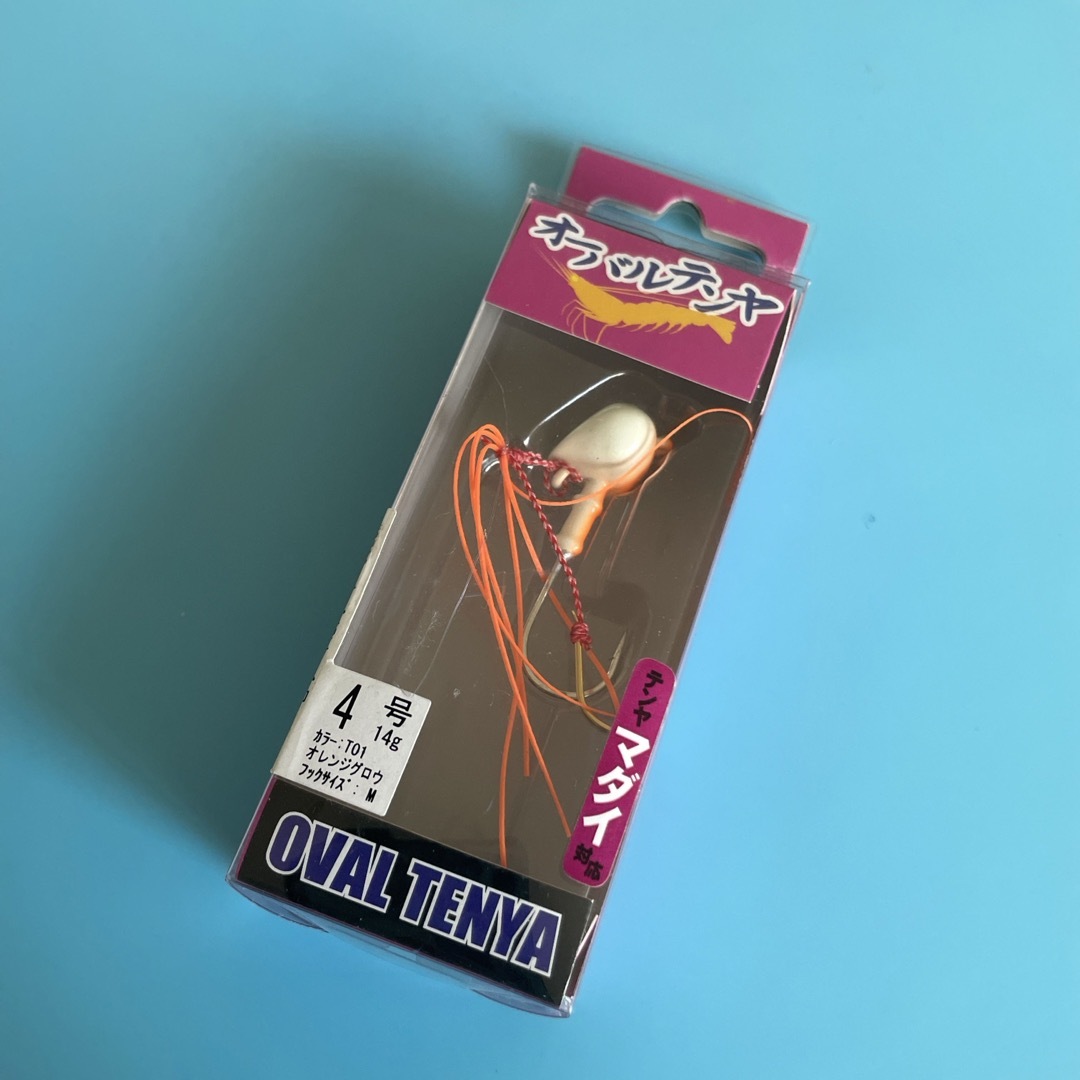 オーバルテンヤ
4号
14g
カラー:T01
オレンジグロウ
フックサイズ: M
テンヤ
マダイ
対応
OVAL TENYA